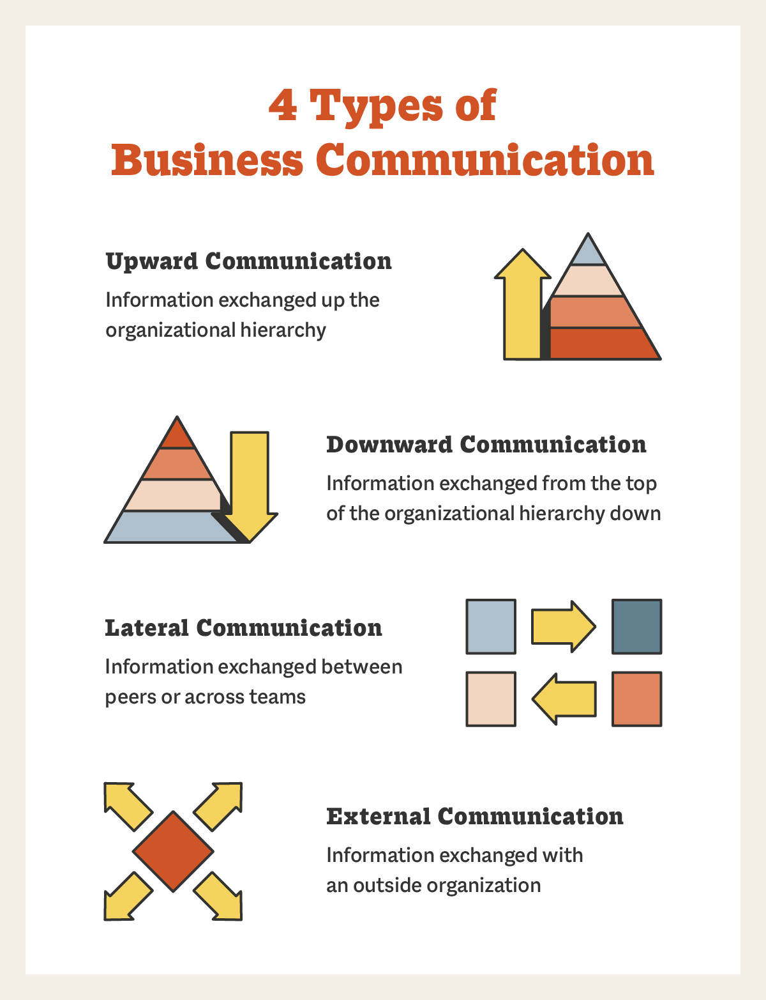 4 Types of
Business Communication
Upward Communication
Information exchanged up the
organizational hierarchy
Downward Communication
Information exchanged from the top
of the organizational hierarchy down
Lateral Communication
Information exchanged between
peers or across teams
External Communication
Information exchanged with
an outside organization